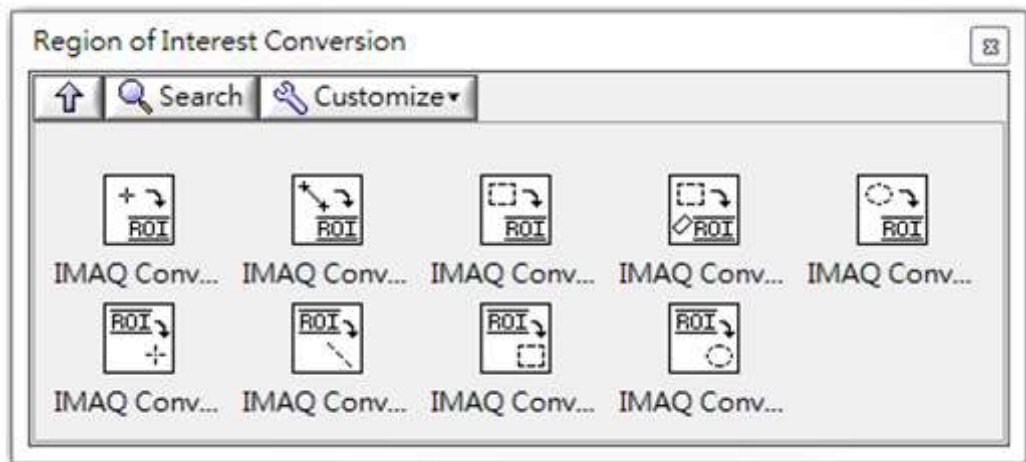 Region of Interest Conversion
Search Customize
ROI ROI ROI ROI ROI
IMAQ Conv... IMAQ Conv... IMAQ Conv... IMAQ Conv... IMAQ Conv...
ROI ROI ROI ROI
IMAQ Conv... IMAQ Conv... IMAQ Conv... IMAQ Conv...